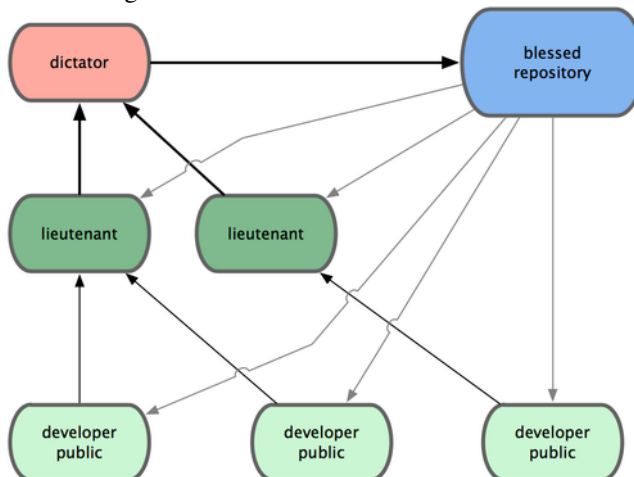 dictator
blessed
repository
lieutenant
lieutenant
developer
public
developer
public
developer
public